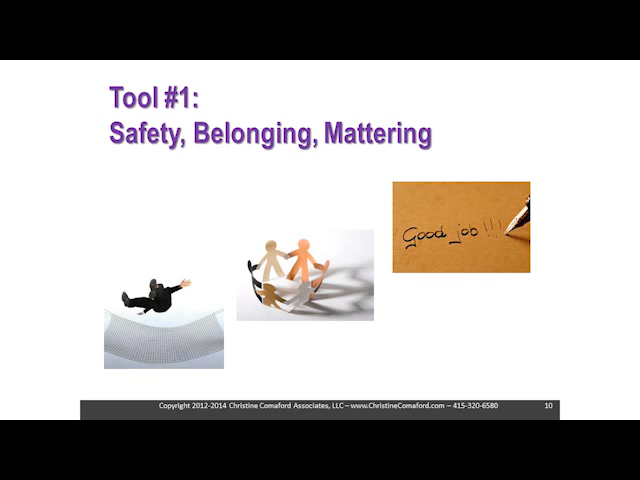 Tool #1:
Safety, Belonging, Mattering
Good job !!!
Copyright 2012-2014 Christine Comaford Associates, LLC – www.ChristineComaford.com – 415-320-6580
10